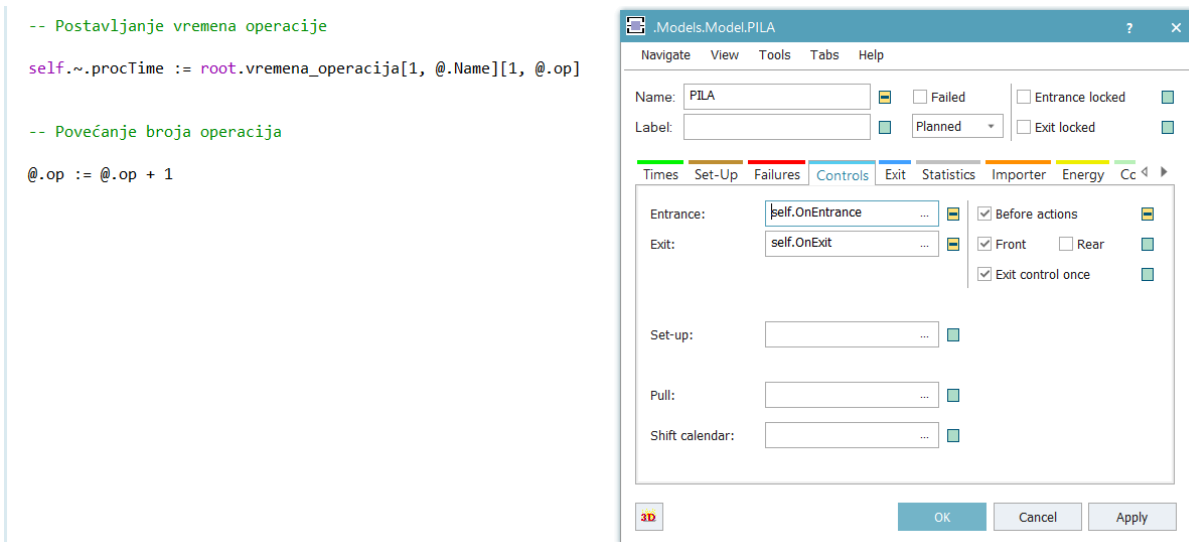 -- Postavljanje vremena operacije
self.~.procTime := root.vremena_operacija[1, @.Name][1, @.op]
-- Povećanje broja operacija
@.op := @.op + 1
.Models.Model.PILA ? ×
Navigate View Tools Tabs Help
Name: PILA Failed Entrance locked
Label: Planned Exit locked
Times Set-Up Failures Controls Exit Statistics Importer Energy Cc
Entrance: self.OnEntrance ... Before actions
Exit: self.OnExit ... Front Rear
Exit control once
Set-up: ...
Pull: ...
Shift calendar: ...
3D OK Cancel Apply